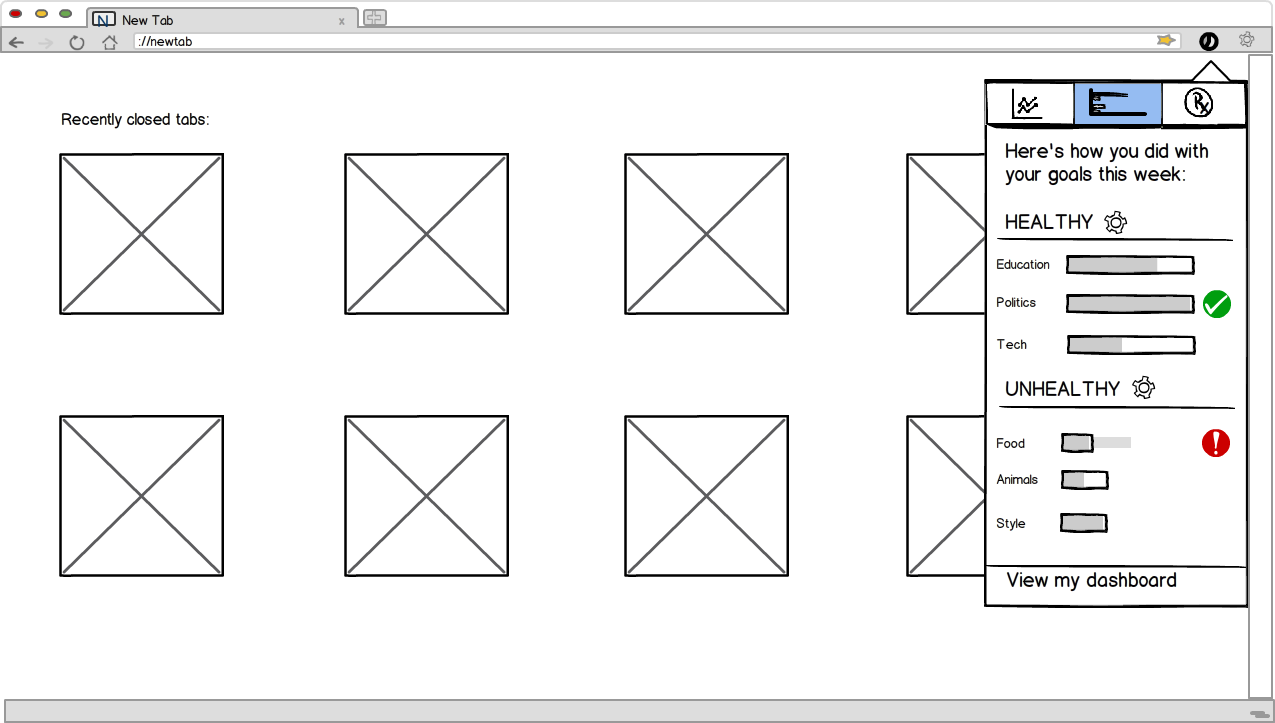 N New Tab x
://newtab
Recently closed tabs:
Rx
Here's how you did with
your goals this week:
HEALTHY
Education
Politics
Tech
UNHEALTHY
Food
!
Animals
Style
View my dashboard